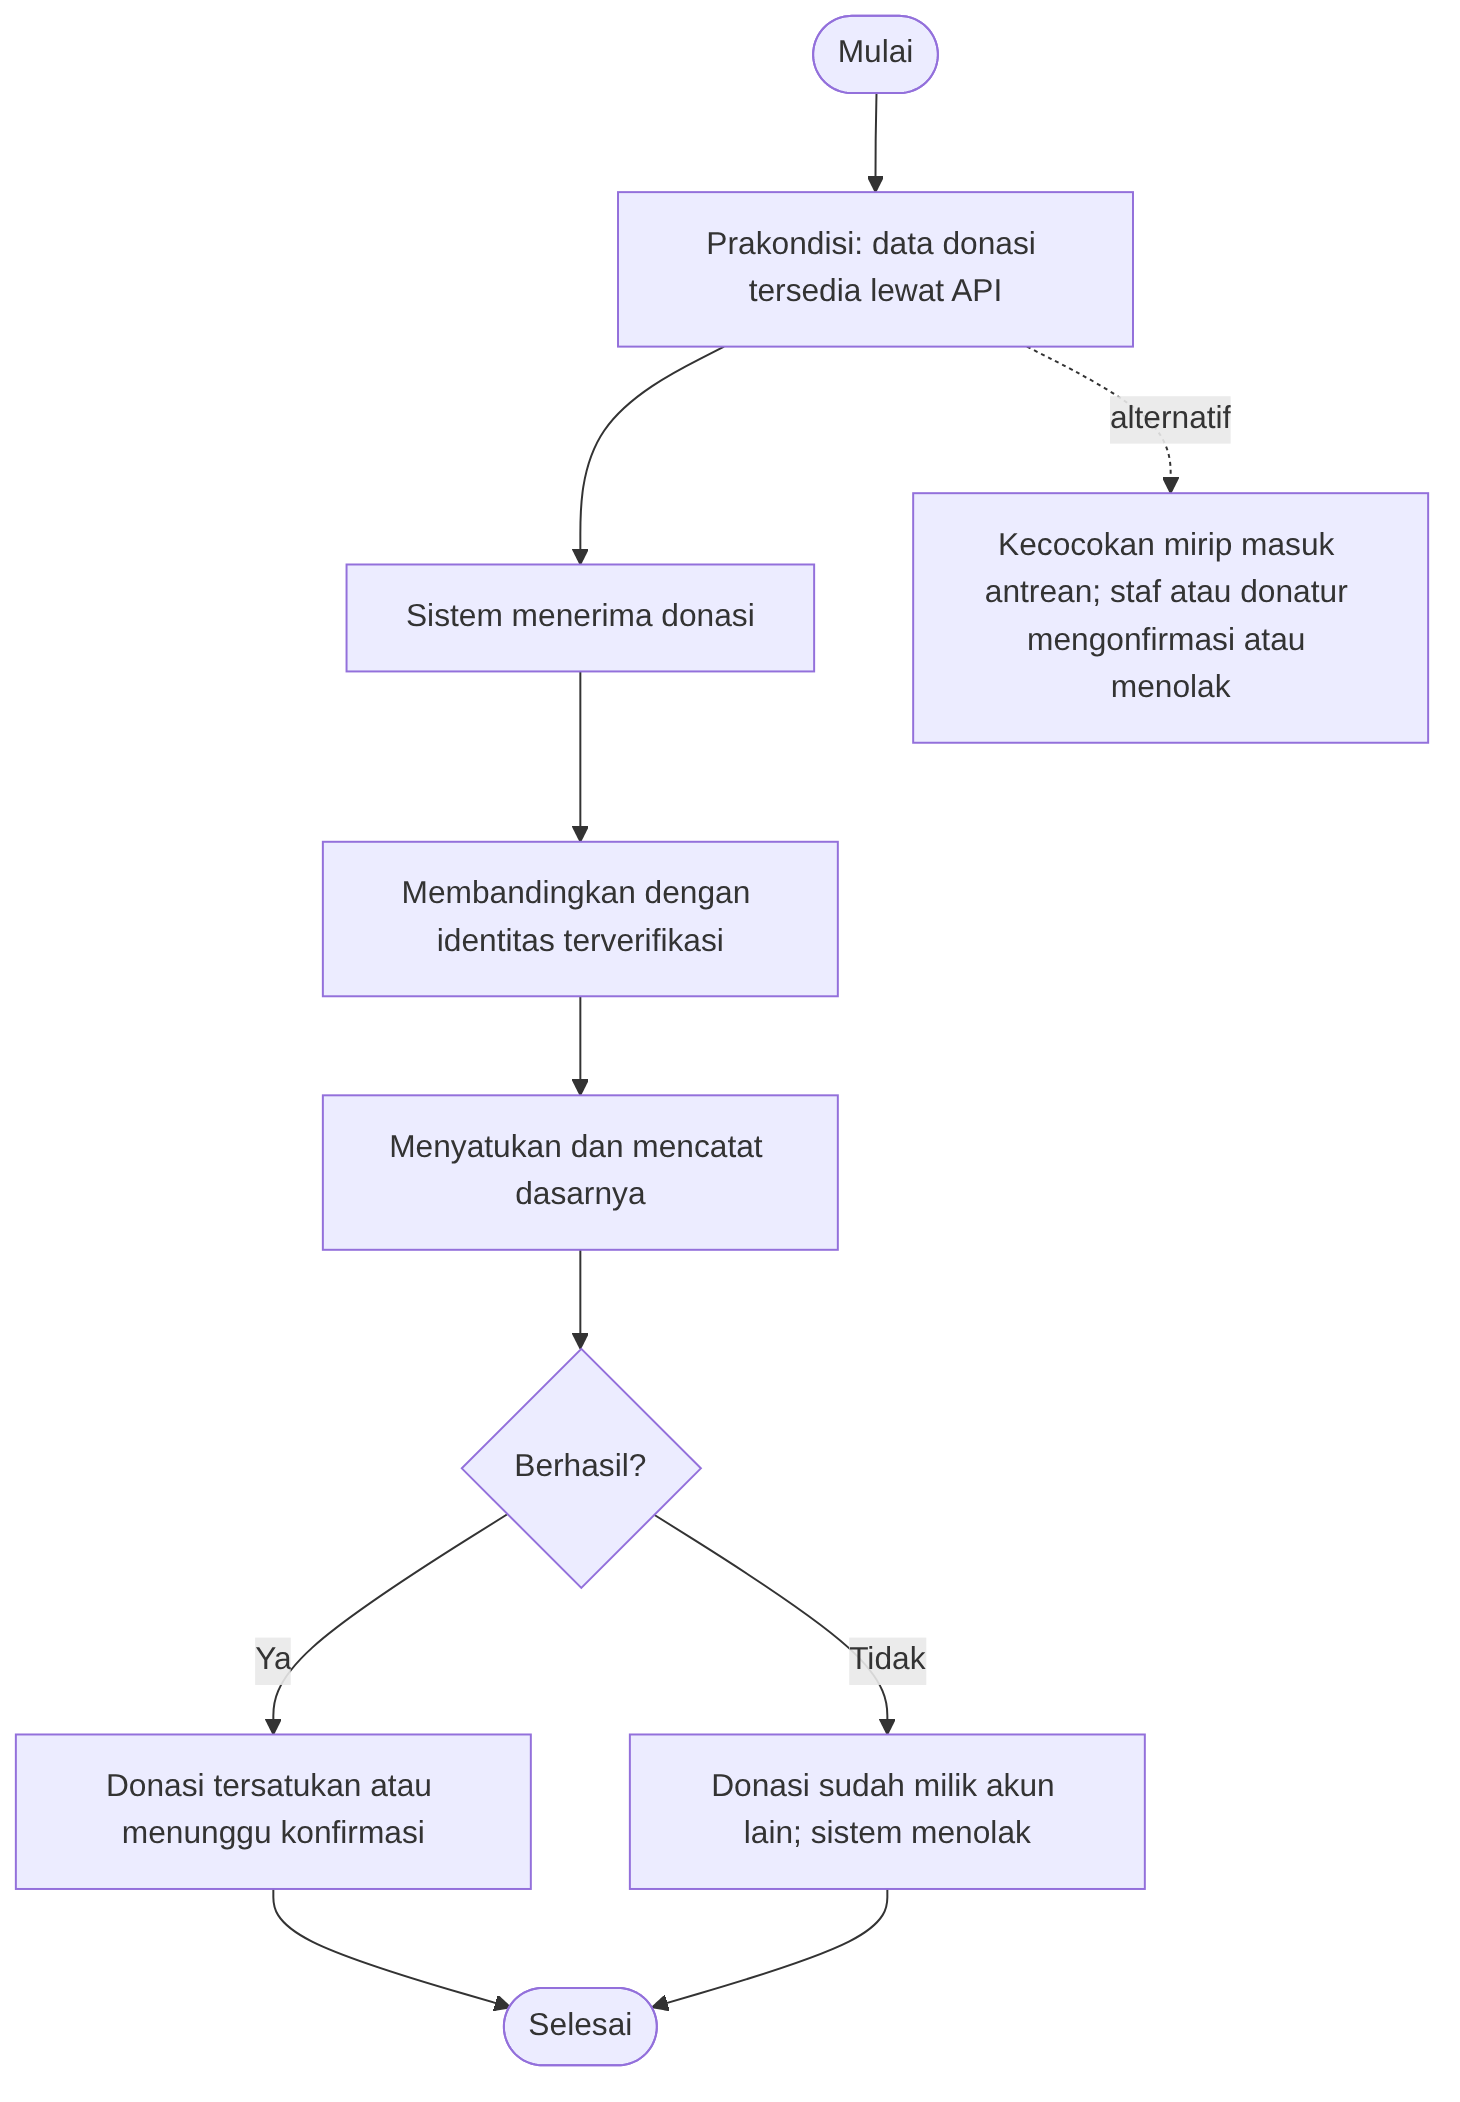 Mulai
Prakondisi: data donasi
tersedia lewat API
alternatif
Kecocokan mirip masuk
antrean; staf atau donatur
mengonfirmasi atau
menolak
Sistem menerima donasi
Membandingkan dengan
identitas terverifikasi
Menyatukan dan mencatat
dasarnya
Berhasil?
Ya
Tidak
Donasi tersatukan atau
menunggu konfirmasi
Donasi sudah milik akun
lain; sistem menolak
Selesai